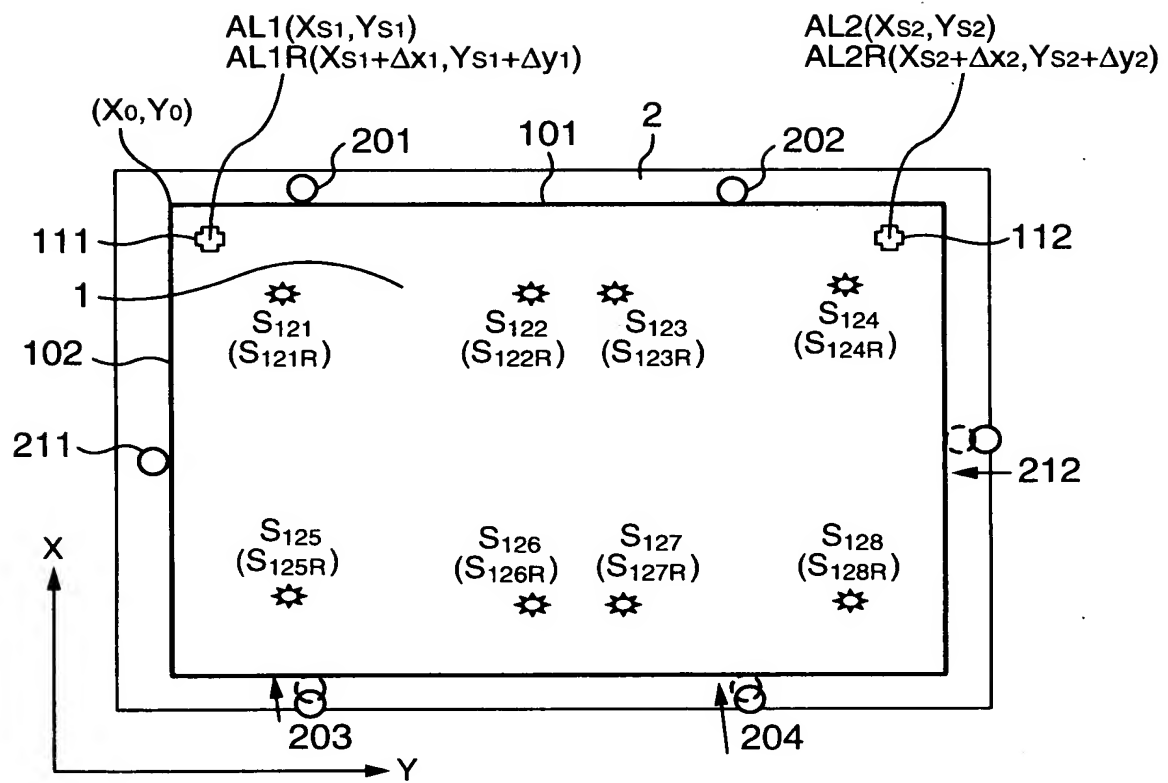 AL1(XS1,YS1)
AL1R(XS1+Δx1,YS1+Δy1)
AL2(XS2,YS2)
AL2R(XS2+Δx2,YS2+Δy2)
(X0,Y0)
201
101
2
202
111
112
1
S121
(S121R)
S122
(S122R)
S123
(S123R)
S124
(S124R)
102
211
212
S125
(S125R)
S126
(S126R)
S127
(S127R)
S128
(S128R)
X
203
204
Y